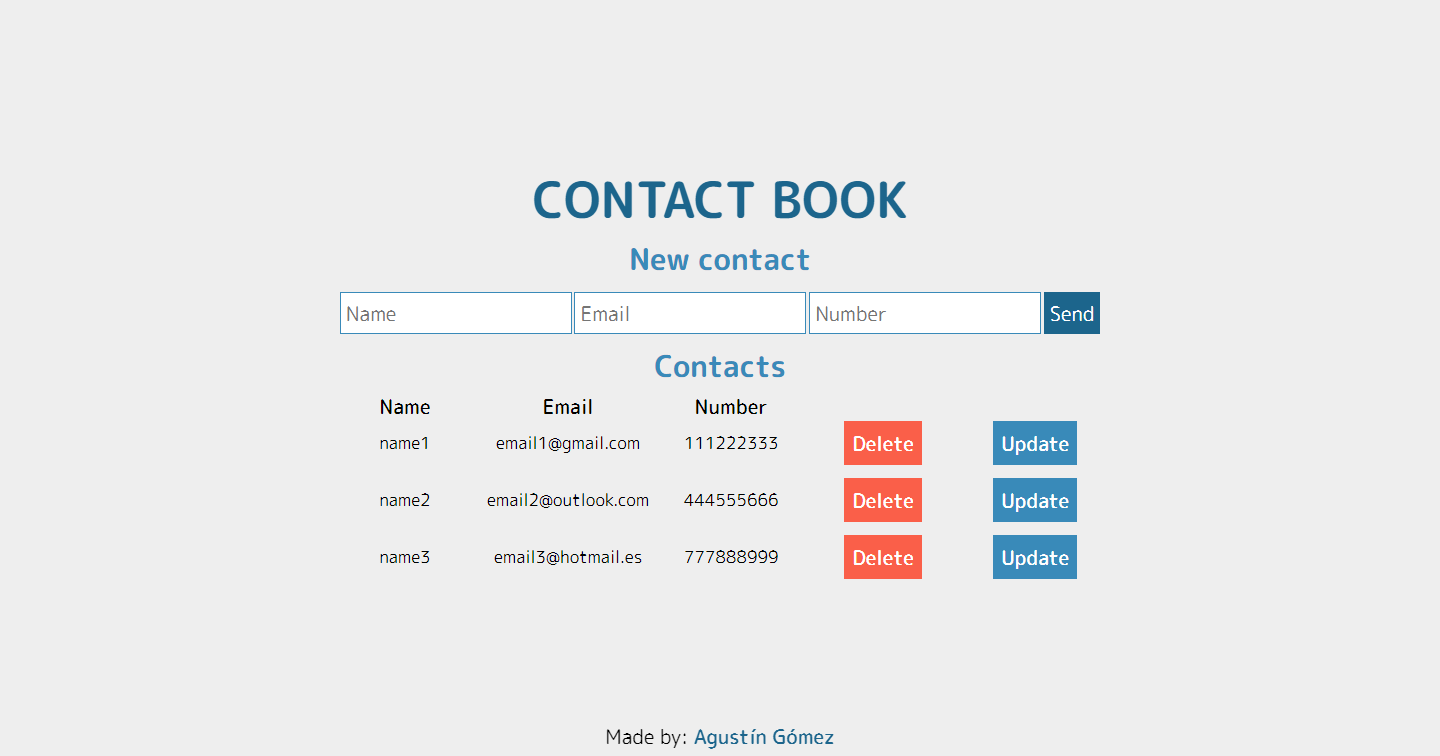 CONTACT BOOK
New contact
Name Email Number Send
Contacts
Name Email Number
name1 email1@gmail.com 111222333 Delete Update
name2 email2@outlook.com 444555666 Delete Update
name3 email3@hotmail.es 777888999 Delete Update
Made by: Agustín Gómez